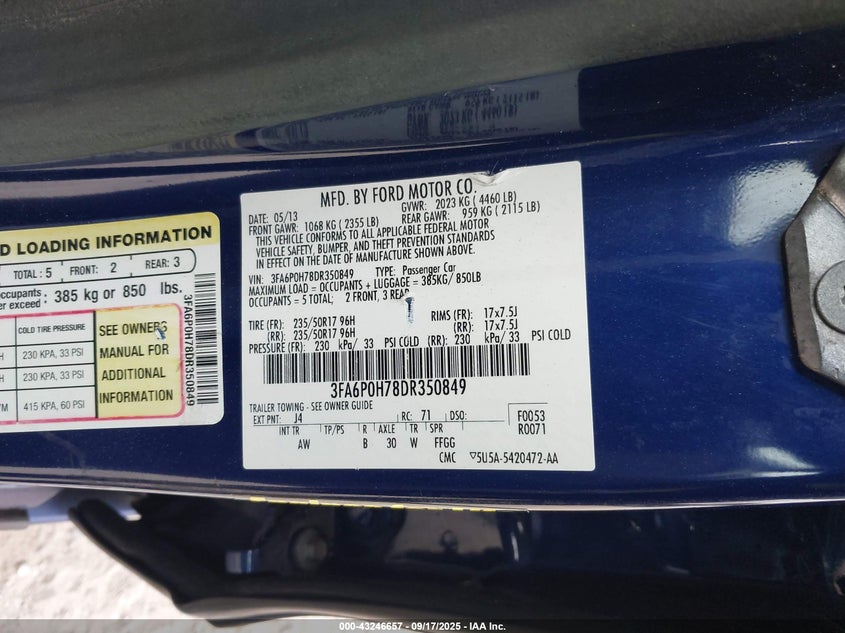 MFD. BY FORD MOTOR CO.
DATE: 05/13 GVWR: 2023 KG ( 4460 LB)
FRONT GAWR: 1068 KG ( 2355 LB) REAR GAWR: 959 KG ( 2115 LB)
THIS VEHICLE CONFORMS TO ALL APPLICABLE FEDERAL MOTOR
VEHICLE SAFETY, BUMPER, AND THEFT PREVENTION STANDARDS
IN EFFECT ON THE DATE OF MANUFACTURE SHOWN ABOVE.
VIN: 3FA6P0H78DR350849 TYPE: Passenger Car
MAXIMUM LOAD = OCCUPANTS + LUGGAGE = 385KG/ 850LB
OCCUPANTS = 5 TOTAL; 2 FRONT, 3 REAR
TIRE (FR): 235/50R17 96H RIMS (FR): 17x7.5J
(RR): 235/50R17 96H (RR): 17x7.5J
PRESSURE (FR): 230 kPa/ 33 PSI COLD (RR): 230 kPa/ 33 PSI COLD
3FA6P0H78DR350849
TRAILER TOWING - SEE OWNER GUIDE
EXT PNT: J4 RC: 71 DSO: F0053
R0071
INT TR TP/PS R AXLE TR SPR
AW B 30 W FFGG
CMC ▽5U5A-5420472-AA
D LOADING INFORMATION
TOTAL : 5 FRONT: 2 REAR: 3
occupants
er exceed : 385 kg or 850 lbs.
COLD TIRE PRESSURE
230 KPA, 33 PSI
230 KPA, 33 PSI
415 KPA, 60 PSI
SEE OWNERS
MANUAL FOR
ADDITIONAL
INFORMATION
3FA6P0H78DR350849
000-43246657 - 09/17/2025 - IAA Inc.